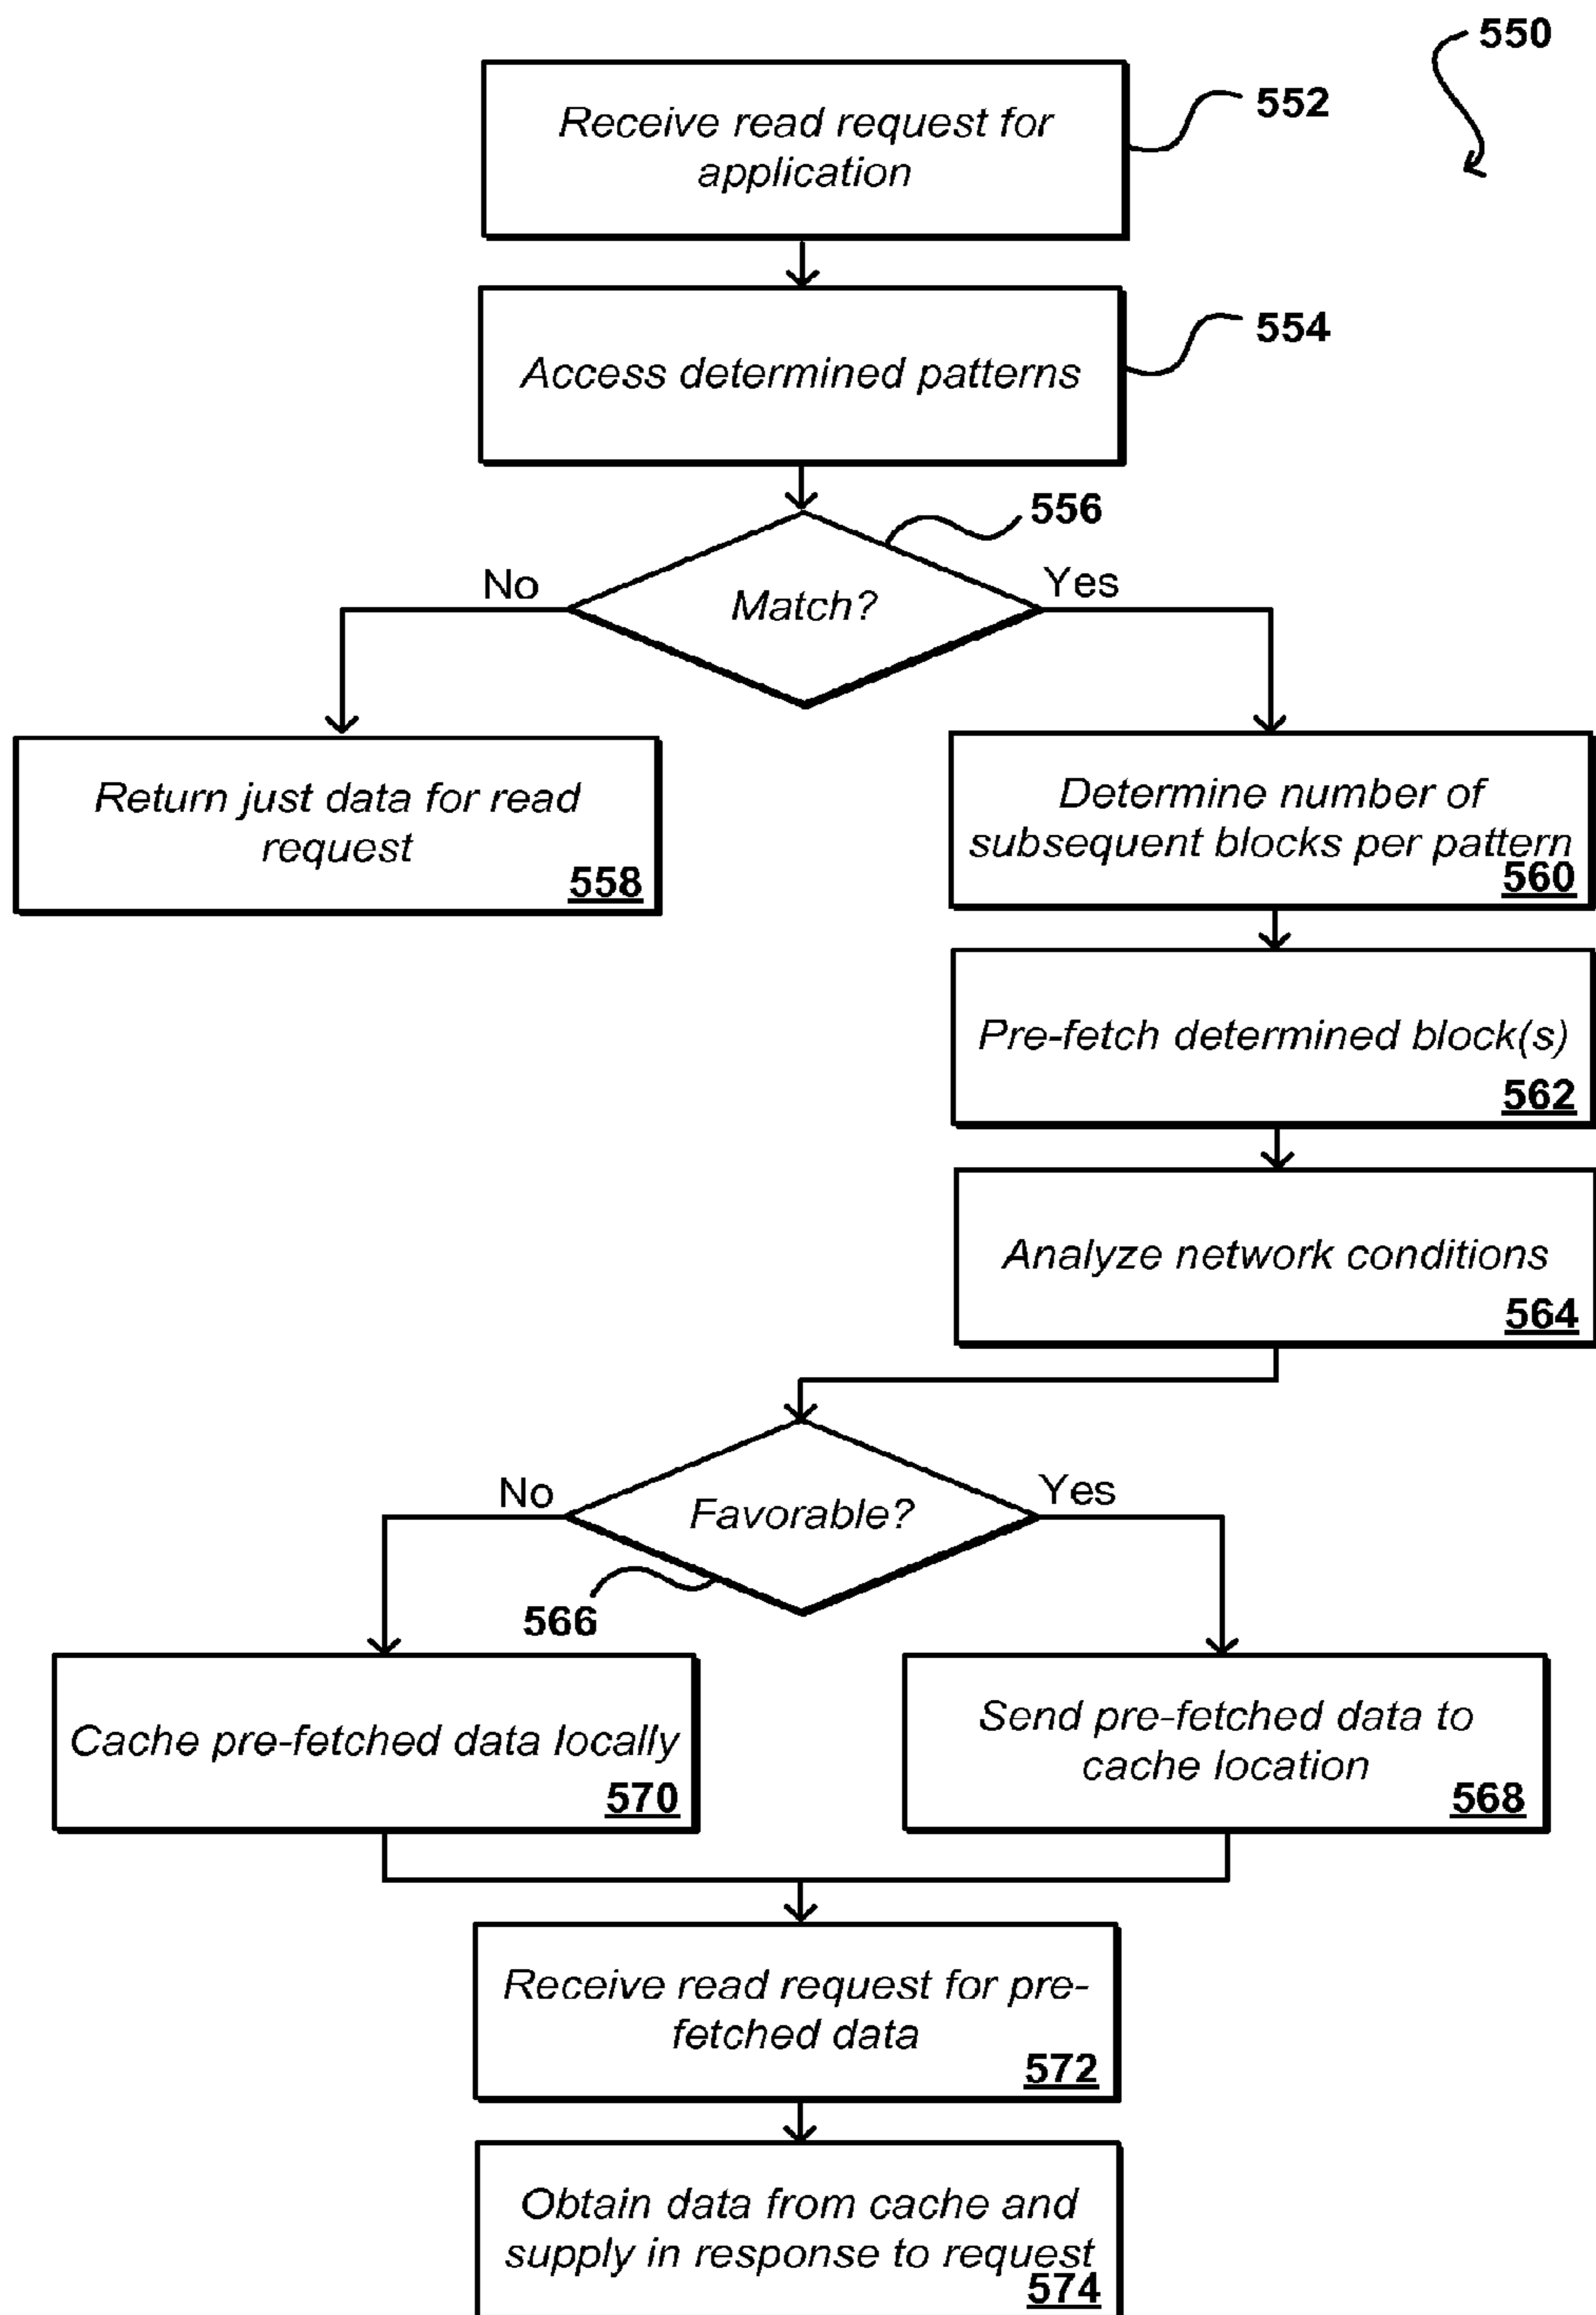 550
Receive read request for
application
552
Access determined patterns
554
556
No
Yes
Match?
Return just data for read
request
558
Determine number of
subsequent blocks per pattern
560
Pre-fetch determined block(s)
562
Analyze network conditions
564
No
Yes
Favorable?
566
Cache pre-fetched data locally
570
Send pre-fetched data to
cache location
568
Receive read request for pre-
fetched data
572
Obtain data from cache and
supply in response to request
574